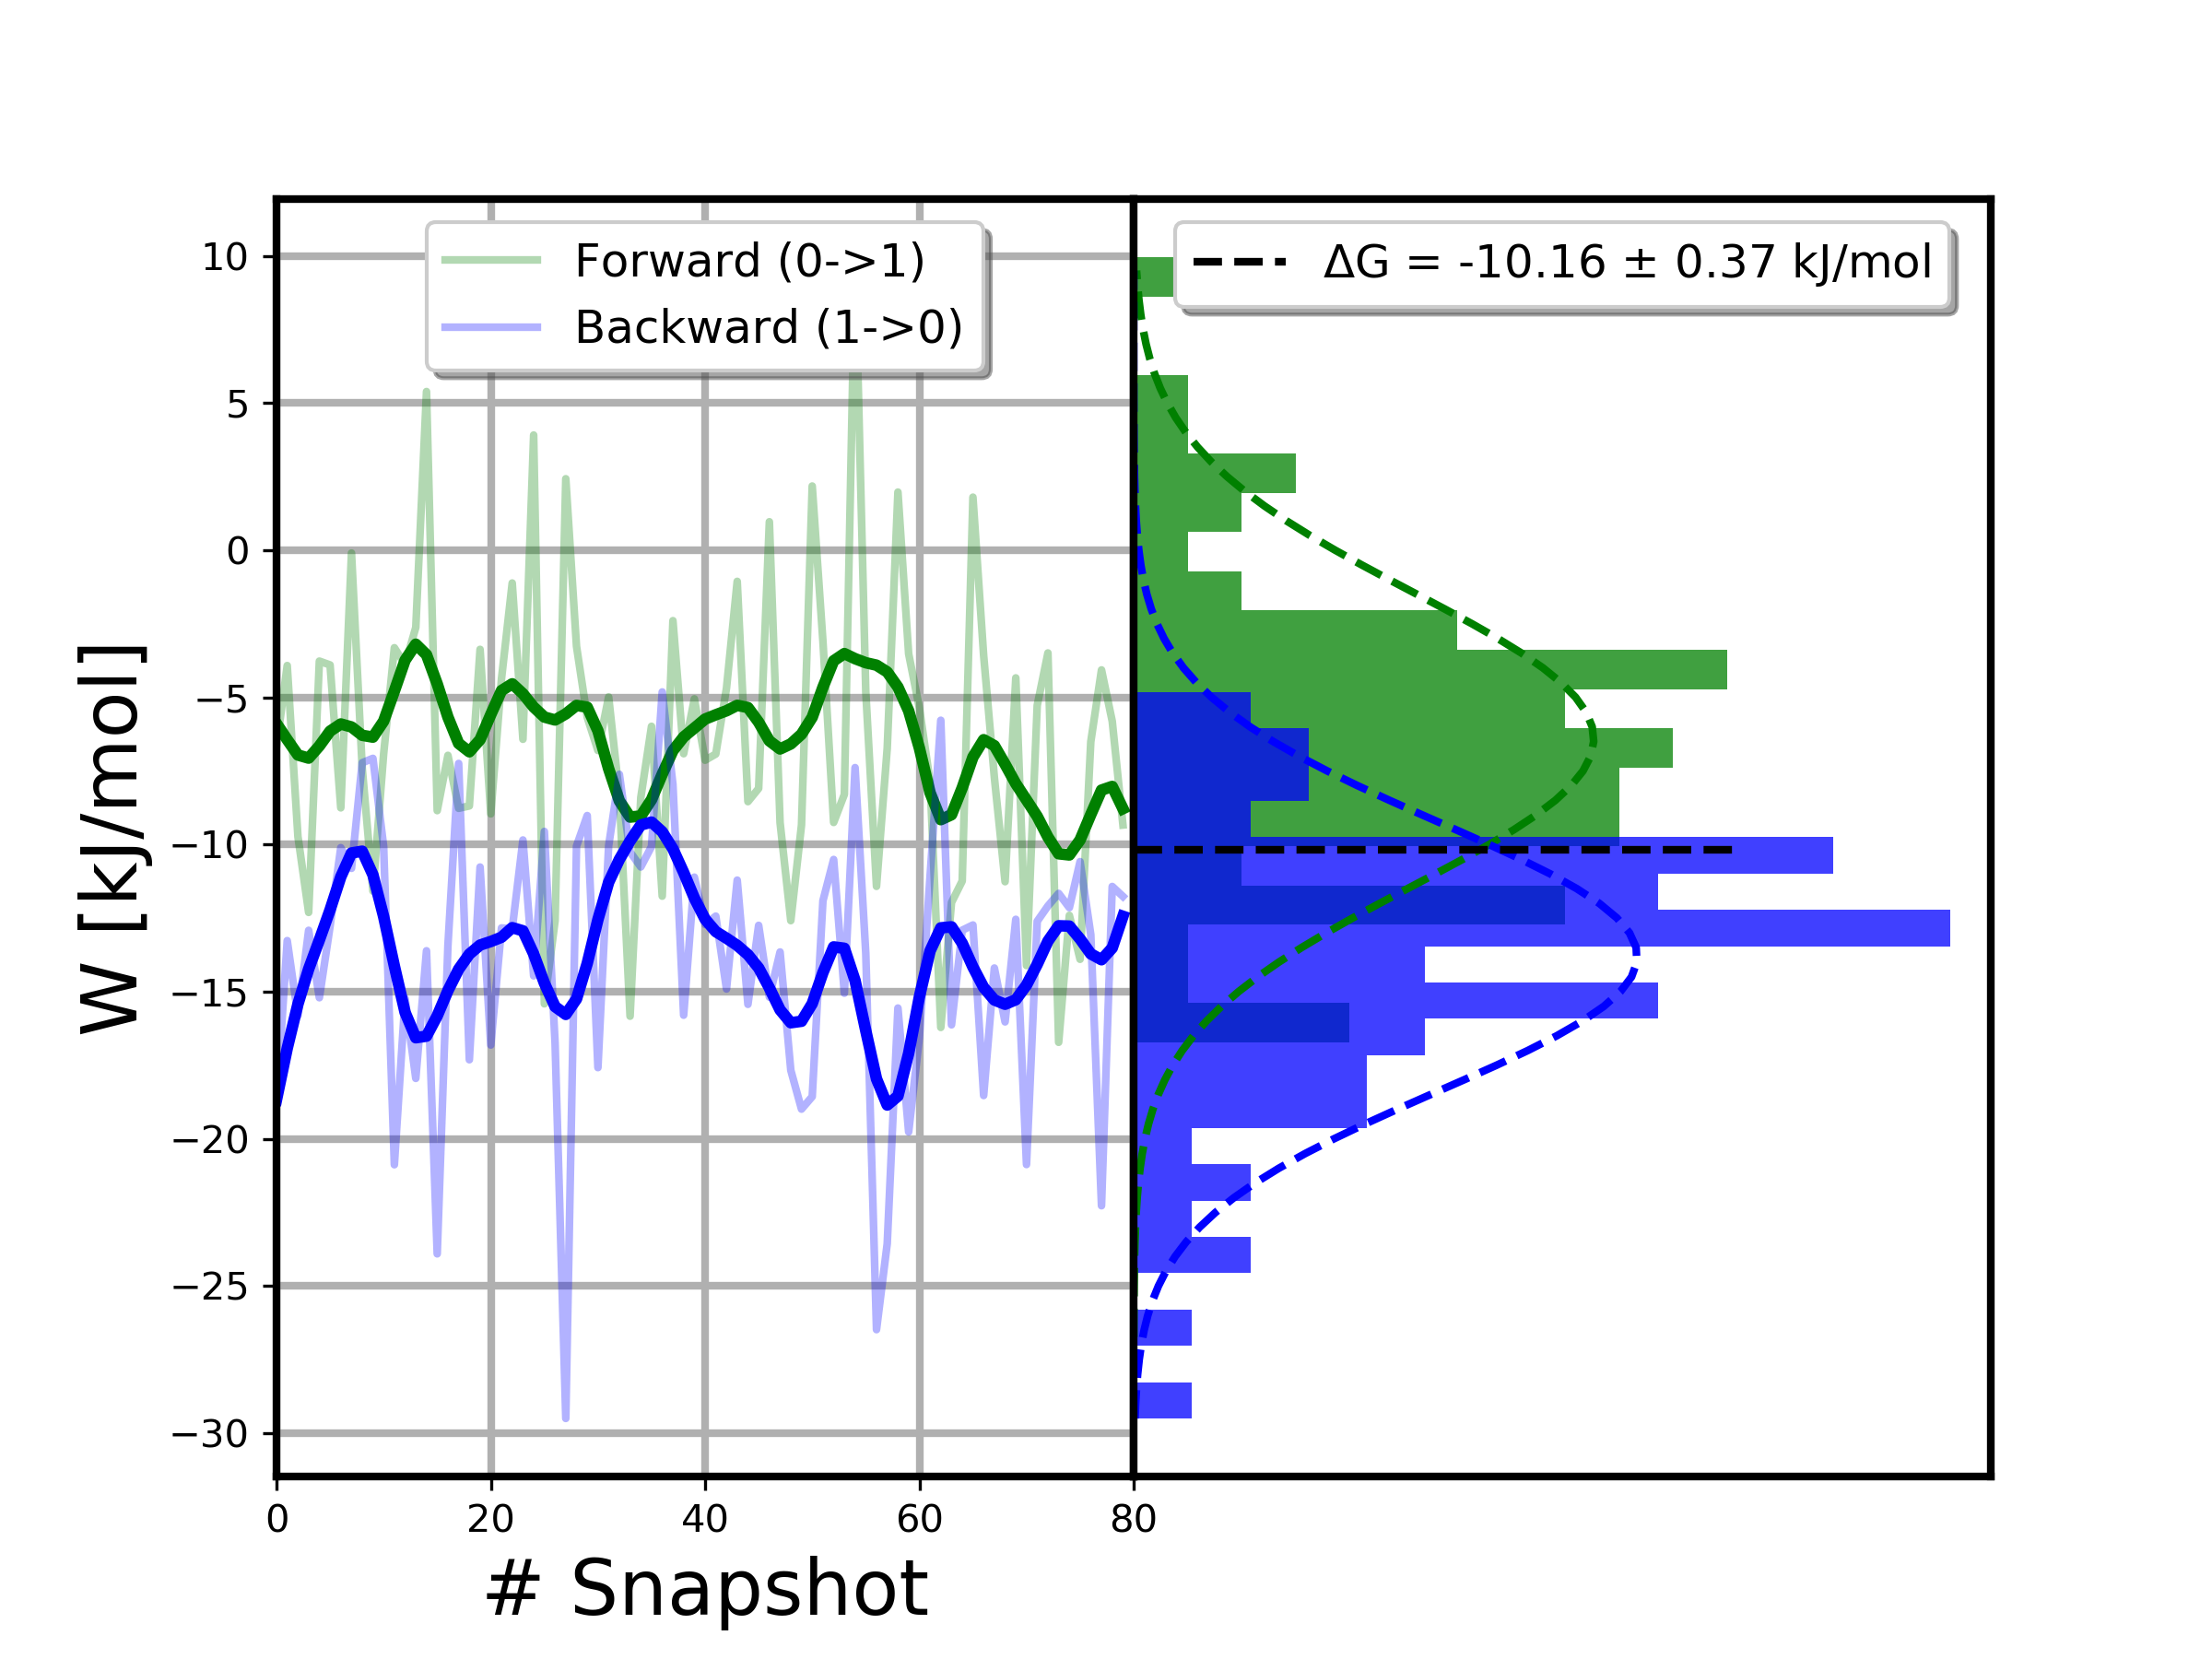 Forward (0->1)
Backward (1->0)
ΔG = -10.16 ± 0.37 kJ/mol
10
5
0
−5
−10
−15
−20
−25
−30
W [kJ/mol]
0 20 40 60 80
# Snapshot